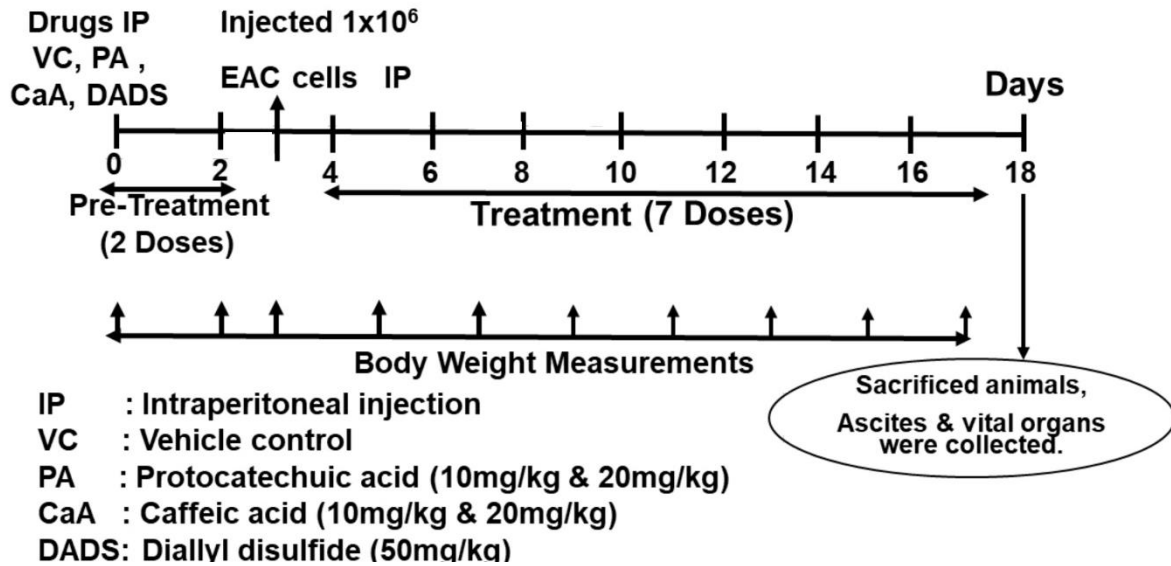 Drugs IP
VC, PA ,
CaA, DADS
Injected 1x10⁶
EAC cells IP
Days
0 2 4 6 8 10 12 14 16 18
Pre-Treatment
(2 Doses)
Treatment (7 Doses)
Body Weight Measurements
Sacrificed animals,
Ascites & vital organs
were collected.
IP : Intraperitoneal injection
VC : Vehicle control
PA : Protocatechuic acid (10mg/kg & 20mg/kg)
CaA : Caffeic acid (10mg/kg & 20mg/kg)
DADS: Diallyl disulfide (50mg/kg)